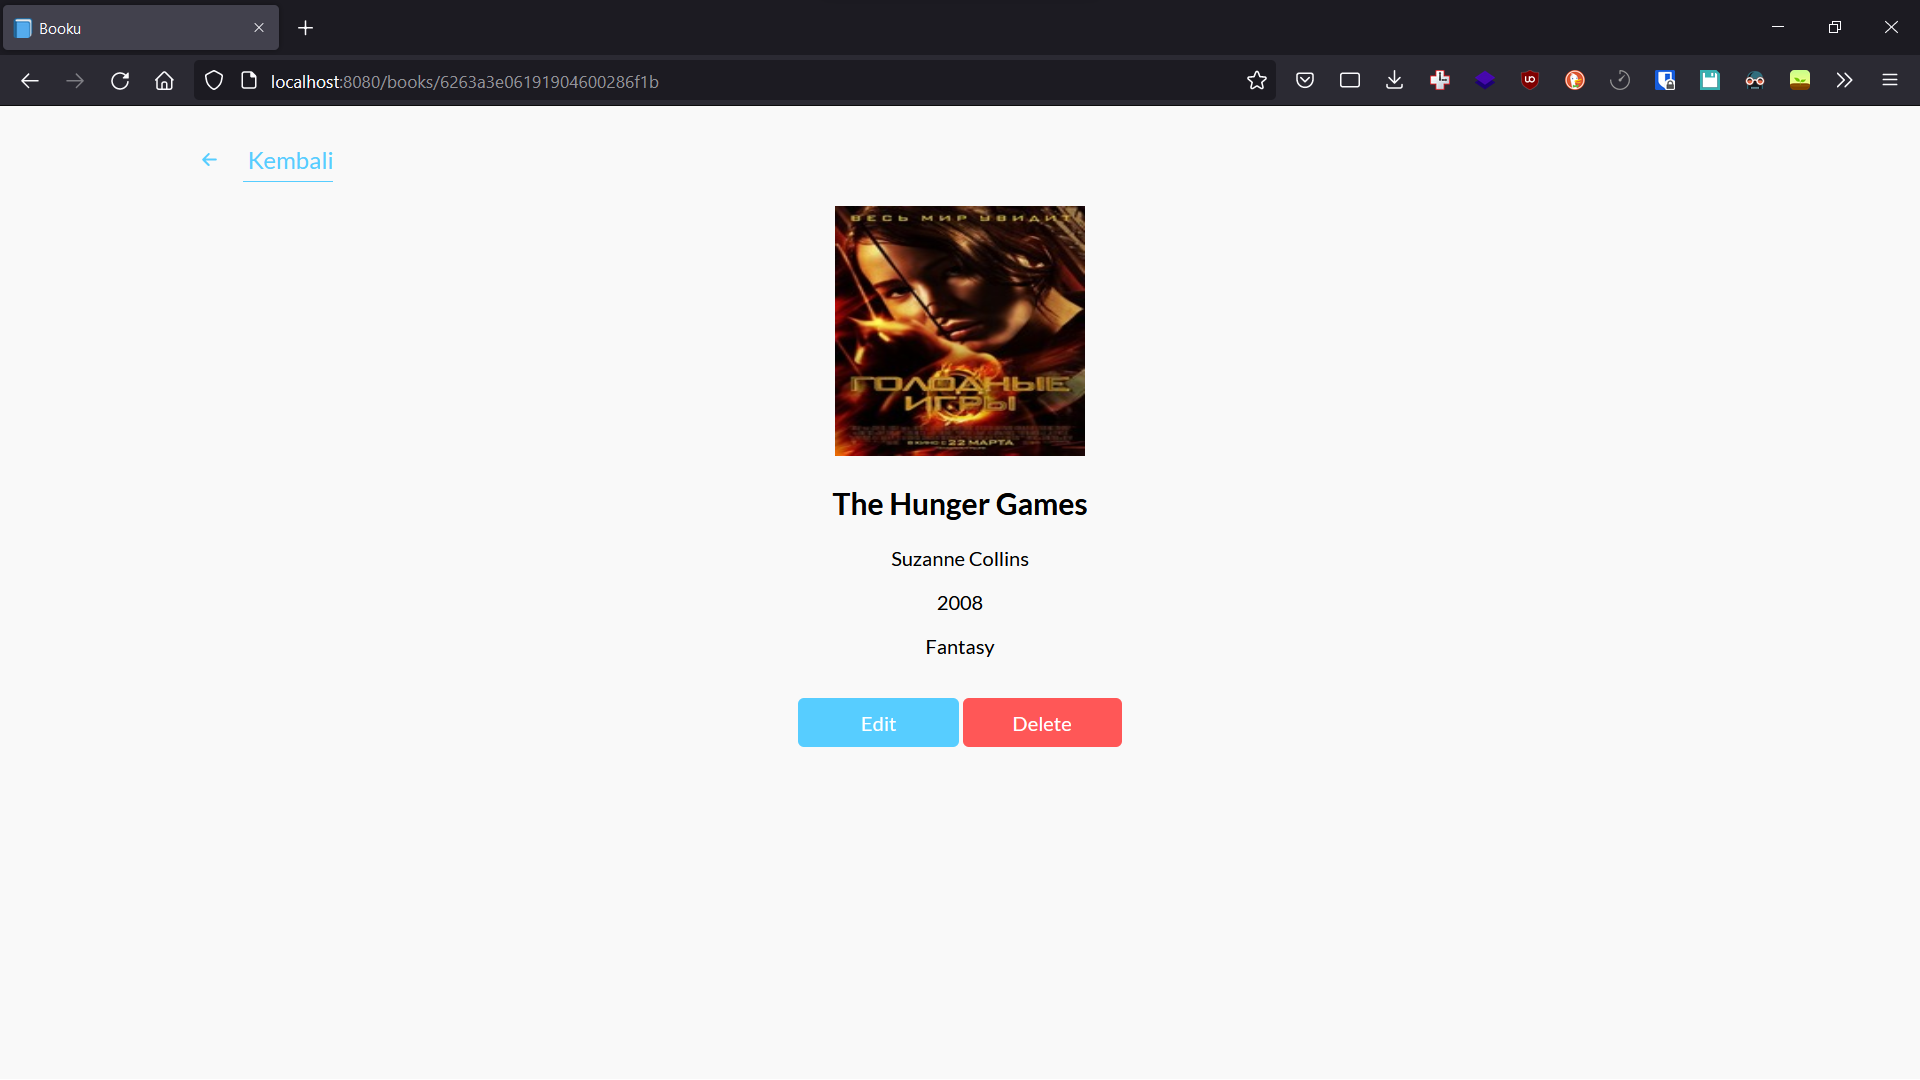 Booku
localhost:8080/books/6263a3e06191904600286f1b
Kembali
ВЕСЬ МИР УВИДИТ
ГОЛОДНЫЕ
ИГРЫ
В КИНО С 22 МАРТА
The Hunger Games
Suzanne Collins
2008
Fantasy
Edit
Delete